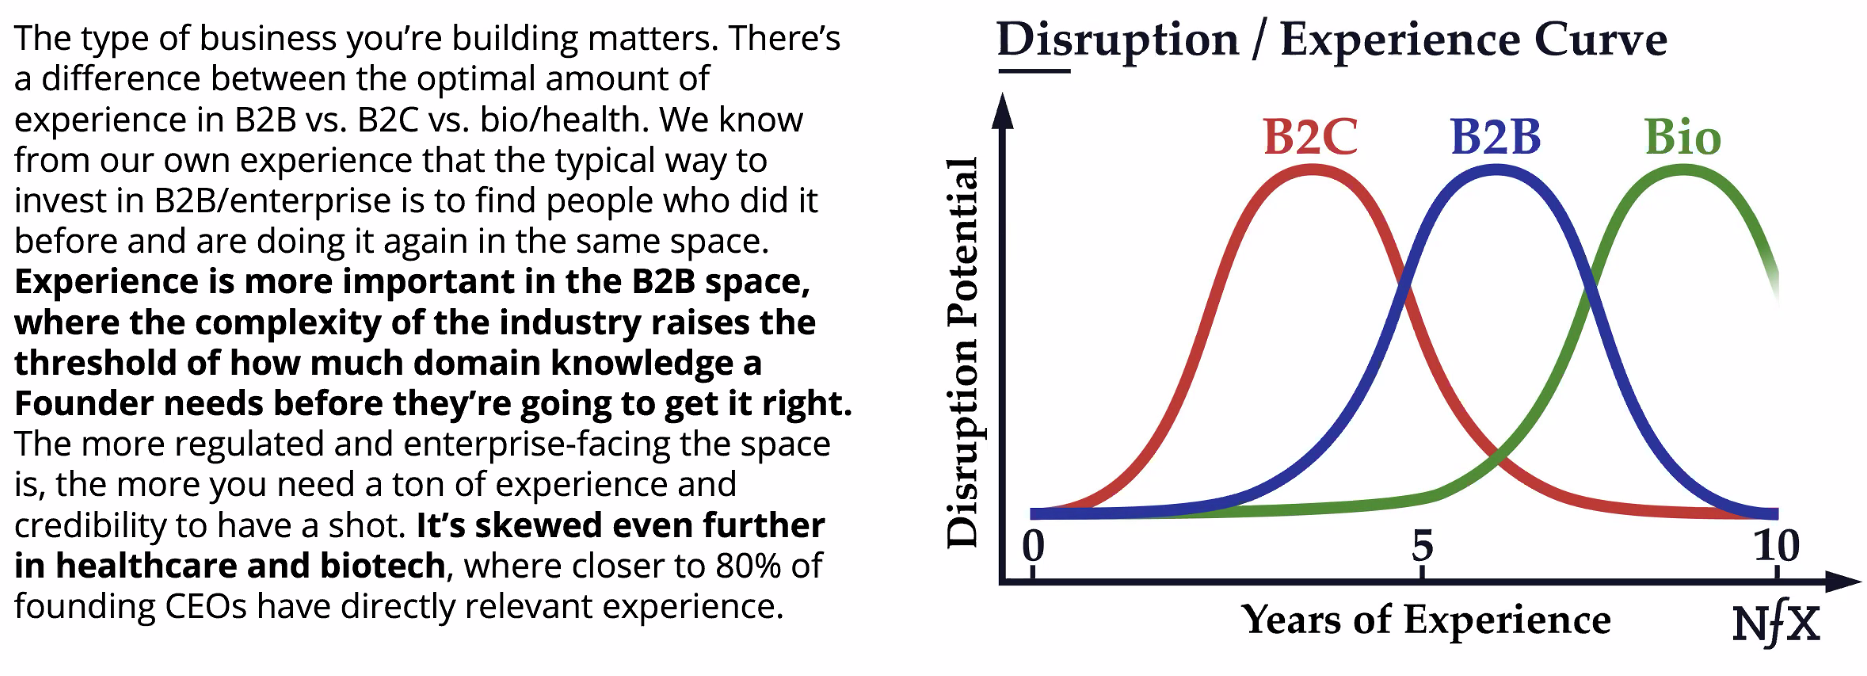 The type of business you’re building matters. There’s
a difference between the optimal amount of
experience in B2B vs. B2C vs. bio/health. We know
from our own experience that the typical way to
invest in B2B/enterprise is to find people who did it
before and are doing it again in the same space.
Experience is more important in the B2B space,
where the complexity of the industry raises the
threshold of how much domain knowledge a
Founder needs before they’re going to get it right.
The more regulated and enterprise-facing the space
is, the more you need a ton of experience and
credibility to have a shot. It’s skewed even further
in healthcare and biotech, where closer to 80% of
founding CEOs have directly relevant experience.
Disruption / Experience Curve
B2C
B2B
Bio
Disruption Potential
0
5
10
Years of Experience
NfX